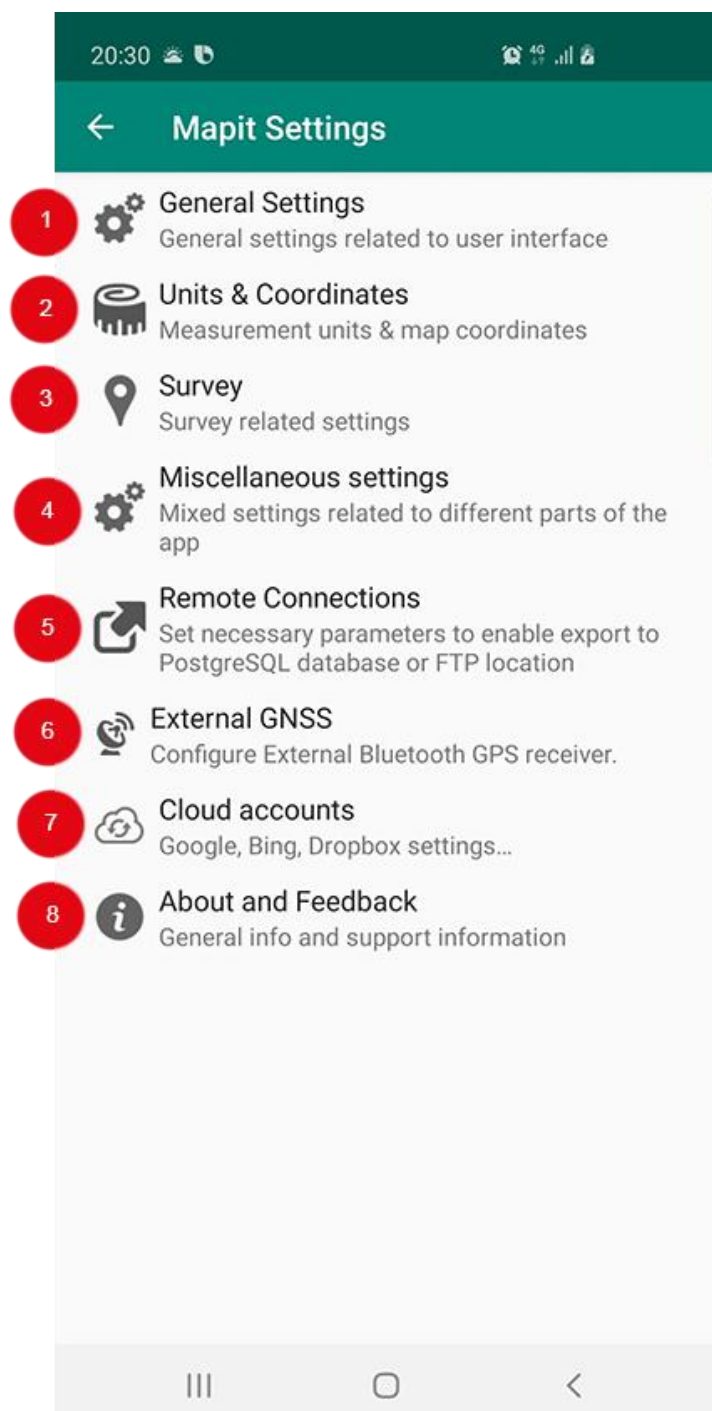 20:30
4G
Mapit Settings
1
General Settings
General settings related to user interface
2
Units & Coordinates
Measurement units & map coordinates
3
Survey
Survey related settings
4
Miscellaneous settings
Mixed settings related to different parts of the
app
5
Remote Connections
Set necessary parameters to enable export to
PostgreSQL database or FTP location
6
External GNSS
Configure External Bluetooth GPS receiver.
7
Cloud accounts
Google, Bing, Dropbox settings...
8
About and Feedback
General info and support information